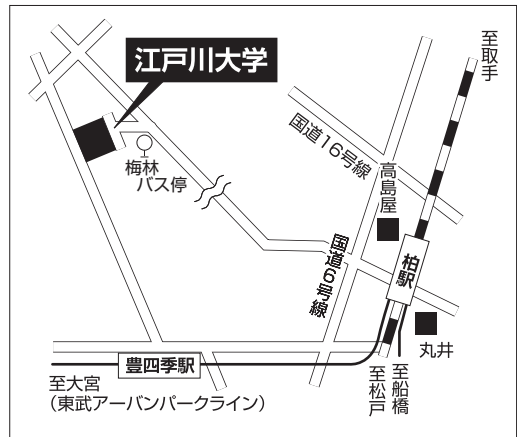 江戸川大学
至取手
梅林
バス停
国道16号線
高島屋
国道6号線
柏駅
丸井
豊四季駅
至大宮
（東武アーバンパークライン）
至松戸
至船橋